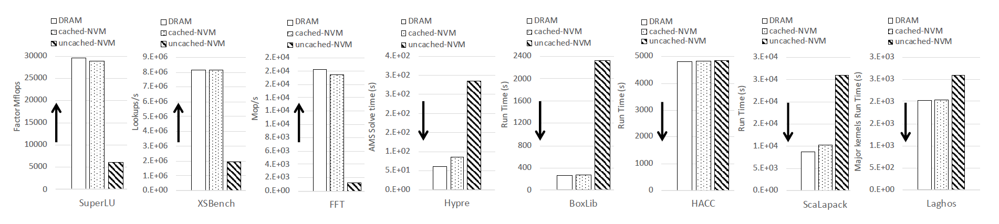 DRAM
cached-NVM
uncached-NVM
30000
25000
20000
15000
10000
5000
0
Factor Mflops
SuperLU
DRAM
cached-NVM
uncached-NVM
9.E+06
8.E+06
7.E+06
6.E+06
5.E+06
4.E+06
3.E+06
2.E+06
1.E+06
0.E+00
Lookups/s
XSBench
DRAM
cached-NVM
uncached-NVM
2.E+04
2.E+04
2.E+04
1.E+04
1.E+04
1.E+04
8.E+03
6.E+03
4.E+03
2.E+03
0.E+00
Mop/s
FFT
DRAM
cached-NVM
uncached-NVM
4.E+02
3.E+02
3.E+02
2.E+02
2.E+02
1.E+02
5.E+01
0.E+00
AMS Solve time (s)
Hypre
DRAM
cached-NVM
uncached-NVM
2400
2000
1600
1200
800
400
0
Run Time (s)
BoxLib
DRAM
cached-NVM
uncached-NVM
5000
4000
3000
2000
1000
0
Run Time (s)
HACC
DRAM
cached-NVM
uncached-NVM
3.E+04
3.E+04
2.E+04
2.E+04
1.E+04
5.E+03
0.E+00
Run Time (s)
ScaLapack
DRAM
cached-NVM
uncached-NVM
3.E+03
3.E+03
2.E+03
2.E+03
1.E+03
5.E+02
0.E+00
Major kernels Run Time (s)
Laghos